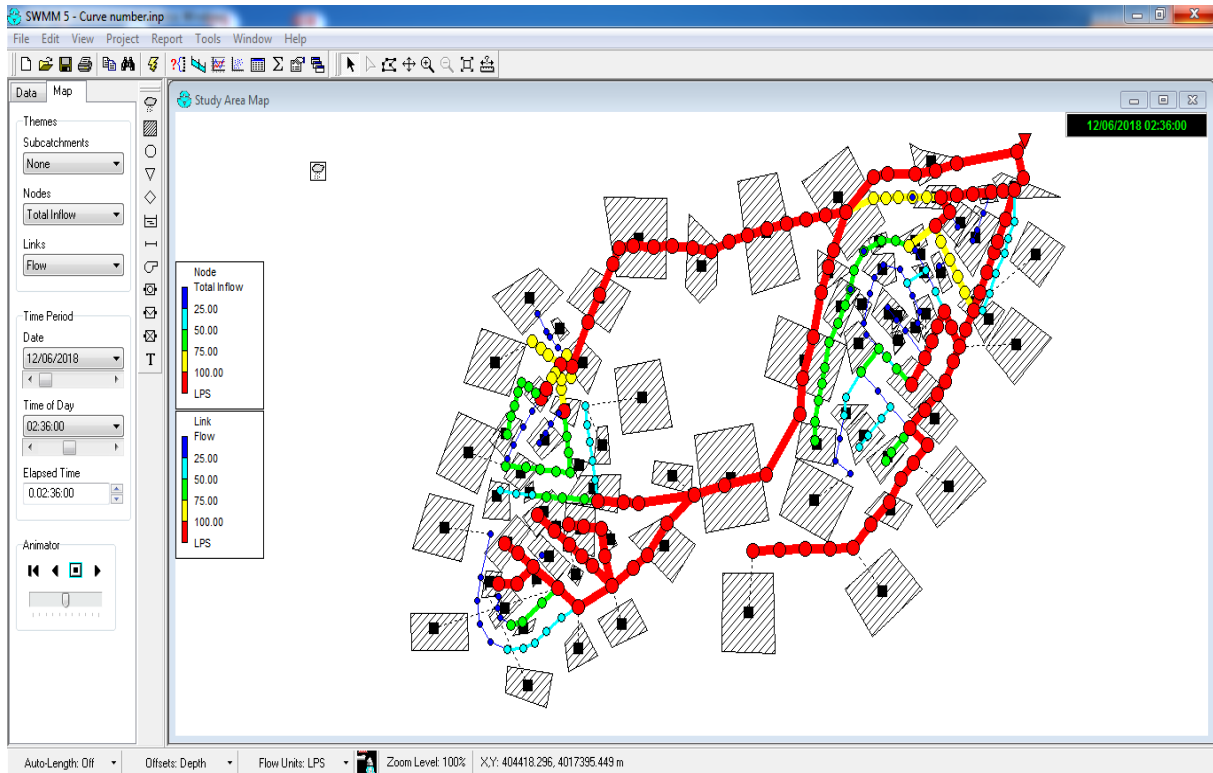 SWMM 5 - Curve number.inp
File Edit View Project Report Tools Window Help
Data Map
Study Area Map
12/06/2018 02:36:00
Themes
Subcatchments
None
Nodes
Total Inflow
Links
Flow
Time Period
Date
12/06/2018
Time of Day
02:36:00
Elapsed Time
0.02:36:00
Animator
T
Node
Total Inflow
25.00
50.00
75.00
100.00
LPS
Link
Flow
25.00
50.00
75.00
100.00
LPS
Auto-Length: Off Offsets: Depth Flow Units: LPS Zoom Level: 100% X,Y: 404418.296, 4017395.449 m